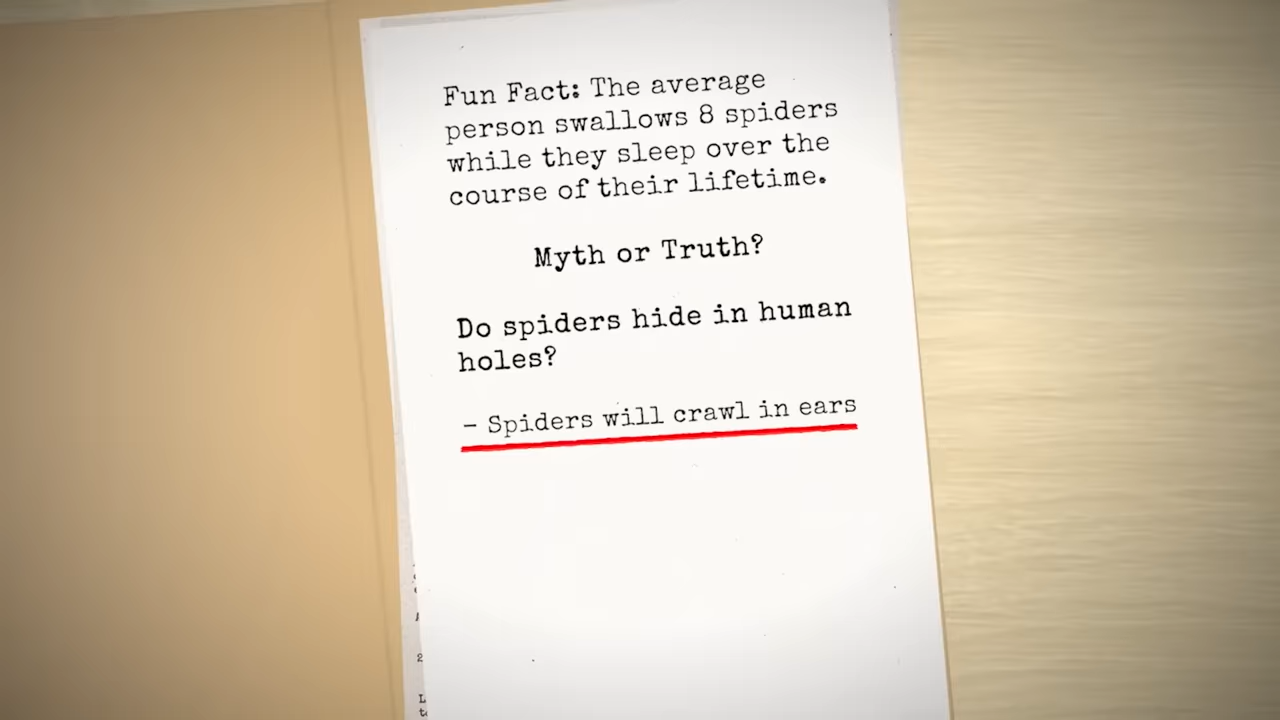 Fun Fact: The average
person swallows 8 spiders
while they sleep over the
course of their lifetime.
Myth or Truth?
Do spiders hide in human
holes?
- Spiders will crawl in ears